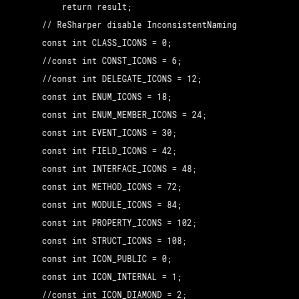 return result;
// ReSharper disable InconsistentNaming
const int CLASS_ICONS = 0;
//const int CONST_ICONS = 6;
//const int DELEGATE_ICONS = 12;
const int ENUM_ICONS = 18;
const int ENUM_MEMBER_ICONS = 24;
const int EVENT_ICONS = 30;
const int FIELD_ICONS = 42;
const int INTERFACE_ICONS = 48;
const int METHOD_ICONS = 72;
const int MODULE_ICONS = 84;
const int PROPERTY_ICONS = 102;
const int STRUCT_ICONS = 108;
const int ICON_PUBLIC = 0;
const int ICON_INTERNAL = 1;
//const int ICON_DIAMOND = 2;